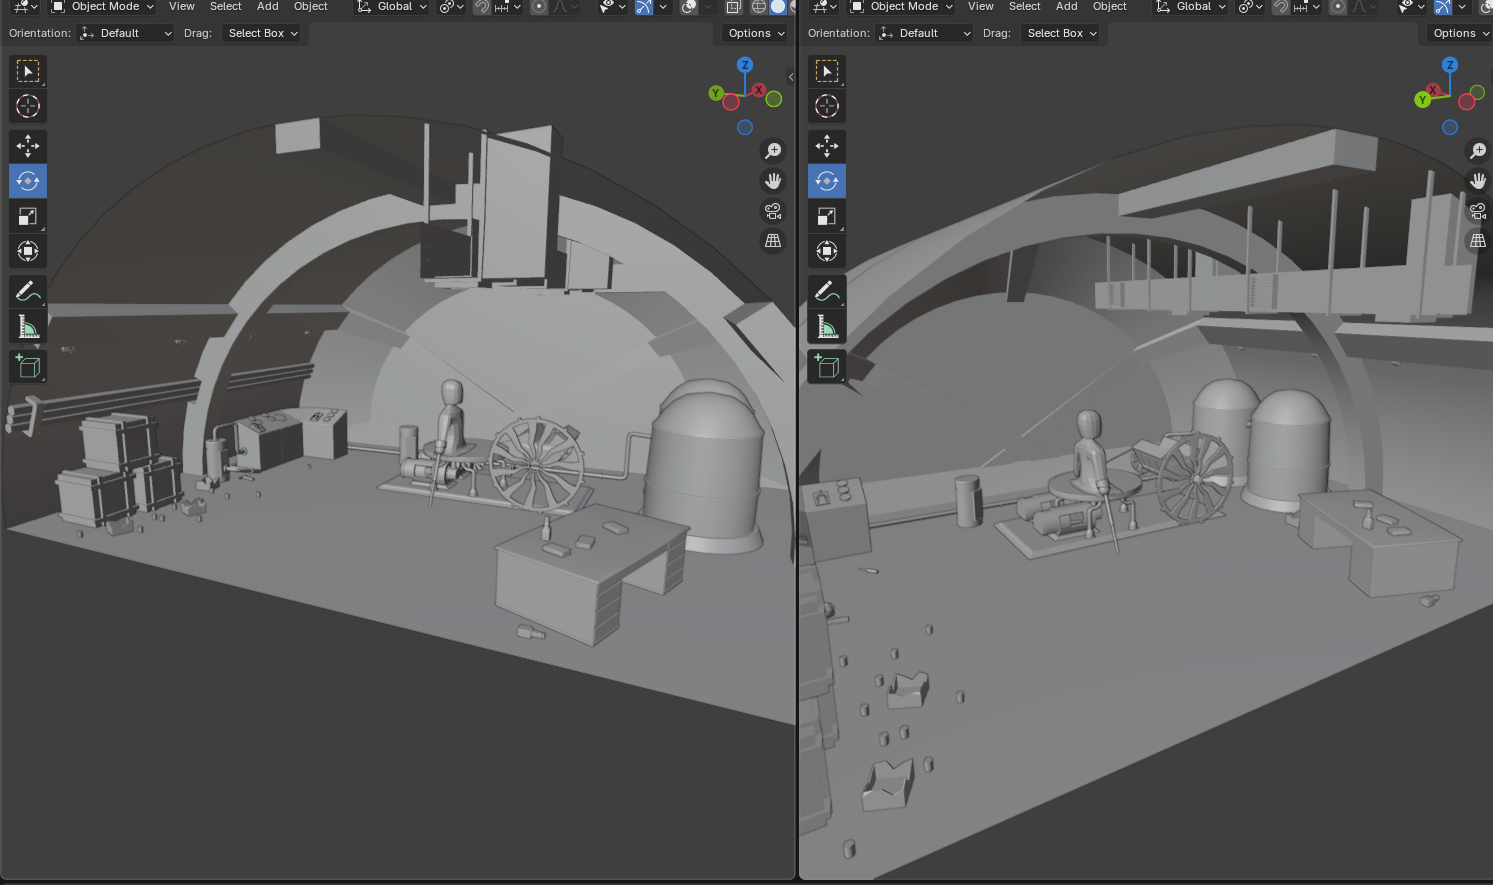 Object Mode View Select Add Object Global
Orientation: Default Drag: Select Box Options
Z
Y X
Object Mode View Select Add Object Global
Orientation: Default Drag: Select Box Options
Z
X
Y